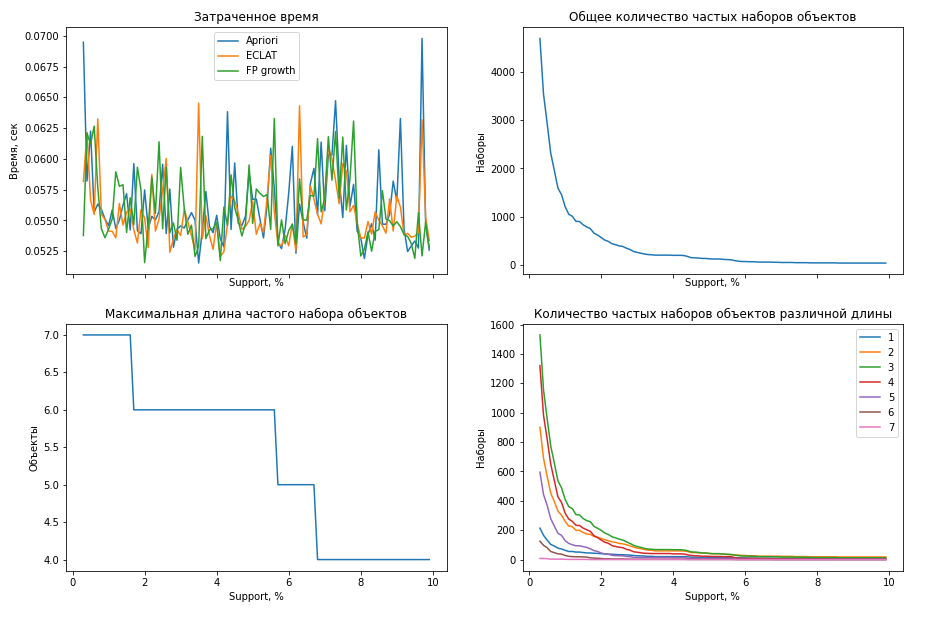 Затраченное время
Время, сек
0.0700
0.0675
0.0650
0.0625
0.0600
0.0575
0.0550
0.0525
Apriori
ECLAT
FP growth
Support, %
Общее количество частых наборов объектов
Наборы
4000
3000
2000
1000
0
Support, %
Максимальная длина частого набора объектов
Объекты
7.0
6.5
6.0
5.5
5.0
4.5
4.0
0 2 4 6 8 10
Support, %
Количество частых наборов объектов различной длины
Наборы
1600
1400
1200
1000
800
600
400
200
0
1
2
3
4
5
6
7
0 2 4 6 8 10
Support, %